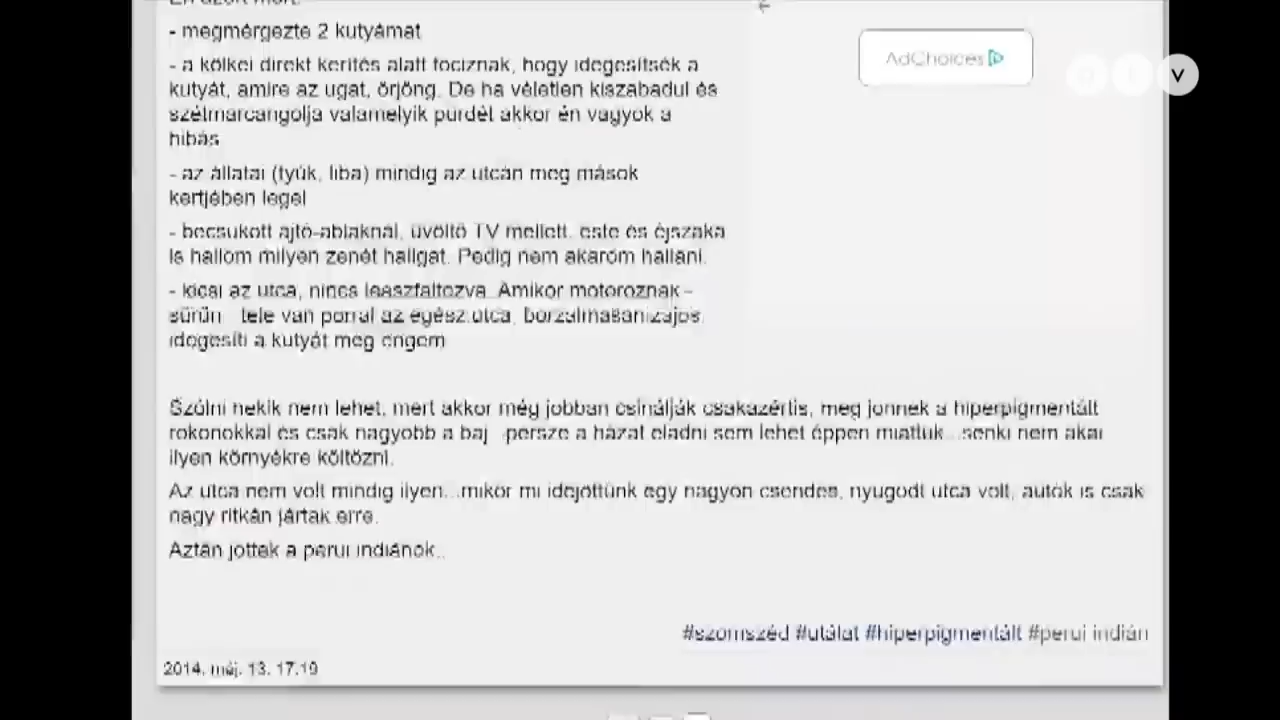 - megmérgezte 2 kutyámat
- a kölkei direkt kerítés alatt fociznak, hogy idegesítsék a
kutyát, amire az ugat, őrjöng. De ha véletlen kiszabadul és
szétmarcangolja valamelyik purdét akkor én vagyok a
hibás
- az állatai (tyúk, liba) mindig az utcán meg mások
kertjében legel
- becsukott ajtó-ablaknál, üvöltő TV mellett. este és éjszaka
is hallom milyen zenét hallgat. Pedig nem akarom hallani.
- kicsi az utca, nincs leaszfaltozva. Amikor motoroznak -
sűrűn tele van porral az egész utca, borzalmasan zajos,
idegesíti a kutyát meg engem
Szólni nekik nem lehet, mert akkor még jobban csinálják csakazértis, meg jönnek a hiperpigmentált
rokonokkal és csak nagyobb a baj persze a házat eladni sem lehet éppen miattuk...senki nem akar
ilyen környékre költözni.
Az utca nem volt mindig ilyen...mikor mi idejöttünk egy nagyon csendes, nyugodt utca volt, autók is csak
nagy ritkán jártak erre.
Aztán jöttek a perui indiánok..
#szomszéd #utálat #hiperpigmentált #perui indián
2014. máj. 13. 17:19
AdChoices
a t v